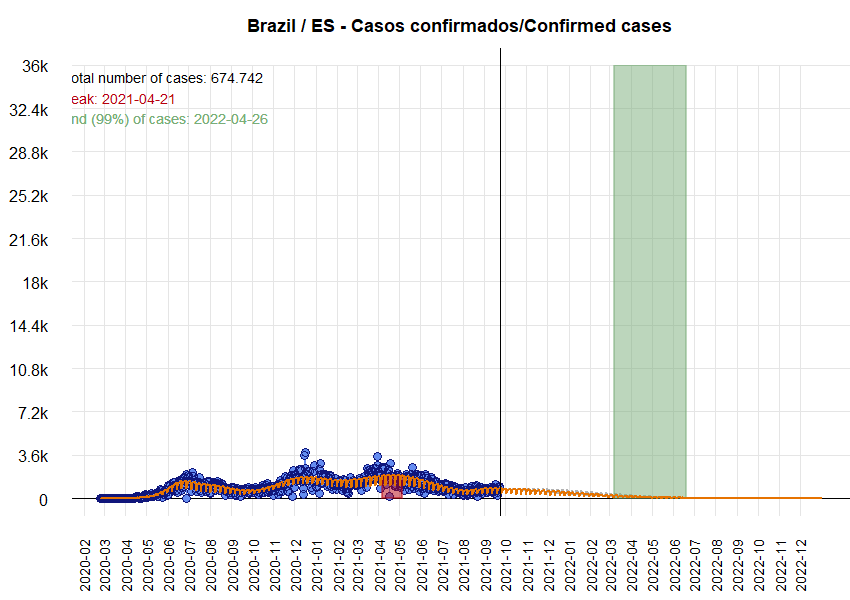 Brazil / ES - Casos confirmados/Confirmed cases
36k
32.4k
28.8k
25.2k
21.6k
18k
14.4k
10.8k
7.2k
3.6k
0
otal number of cases: 674.742
eak: 2021-04-21
nd (99%) of cases: 2022-04-26
2020-02
2020-03
2020-04
2020-05
2020-06
2020-07
2020-08
2020-09
2020-10
2020-12
2021-01
2021-02
2021-03
2021-04
2021-05
2021-06
2021-07
2021-08
2021-09
2021-10
2021-11
2021-12
2022-01
2022-02
2022-03
2022-04
2022-05
2022-06
2022-07
2022-08
2022-09
2022-10
2022-11
2022-12